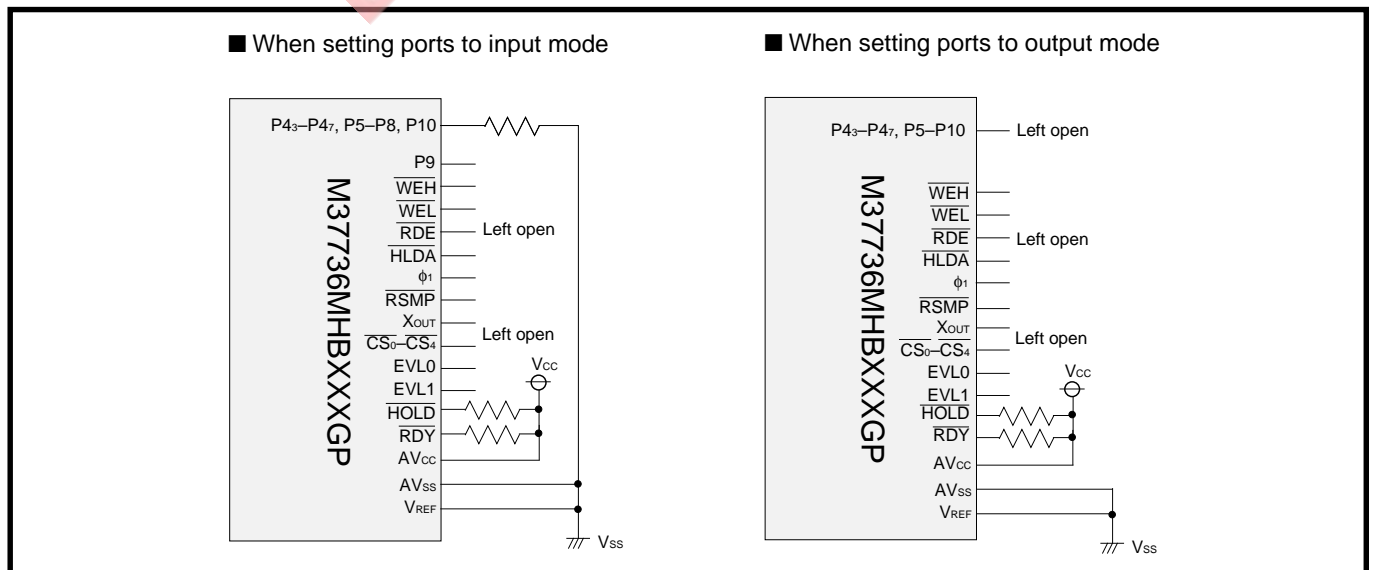 ■ When setting ports to input mode
P4₃–P4₇, P5–P8, P10
P9
WEH
WEL
RDE
Left open
HLDA
ϕ₁
RSMP
XOUT
Left open
CS₀–CS₄
EVL0
VCC
EVL1
HOLD
RDY
AVCC
AVSS
VREF
VSS
M37736MHBXXXGP
■ When setting ports to output mode
P4₃–P4₇, P5–P10
Left open
WEH
WEL
RDE
Left open
HLDA
ϕ₁
RSMP
XOUT
Left open
CS₀–CS₄
EVL0
VCC
EVL1
HOLD
RDY
AVCC
AVSS
VREF
VSS
M37736MHBXXXGP